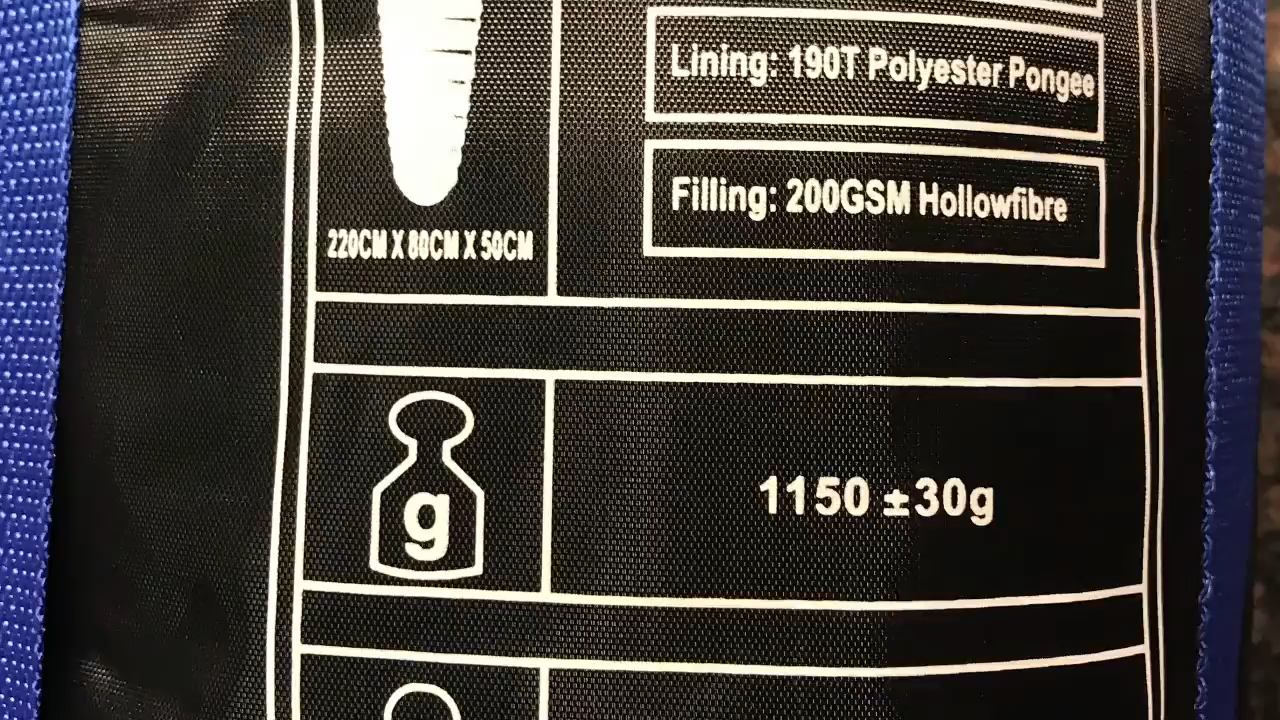 Lining: 190T Polyester Pongee
Filling: 200GSM Hollowfibre
220CM X 80CM X 50CM
g
1150 ±30g